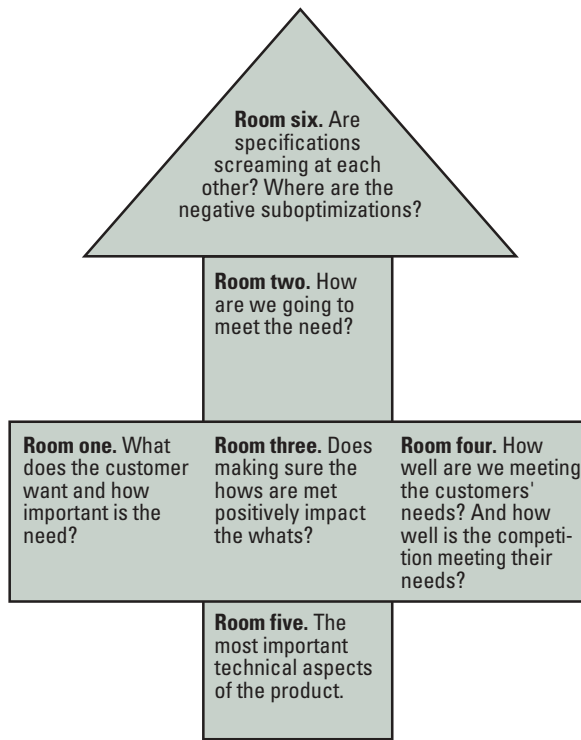 Room six. Are
specifications
screaming at each
other? Where are the
negative suboptimizations?
Room two. How
are we going to
meet the need?
Room one. What
does the customer
want and how
important is the
need?
Room three. Does
making sure the
hows are met
positively impact
the whats?
Room four. How
well are we meeting
the customers'
needs? And how
well is the competi-
tion meeting their
needs?
Room five. The
most important
technical aspects
of the product.